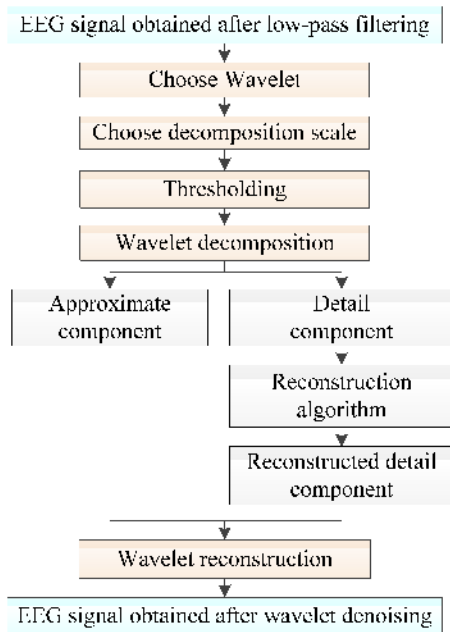 EEG signal obtained after low-pass filtering
Choose Wavelet
Choose decomposition scale
Thresholding
Wavelet decomposition
Approximate
component
Detail
component
Reconstruction
algorithm
Reconstructed detail
component
Wavelet reconstruction
EEG signal obtained after wavelet denoising